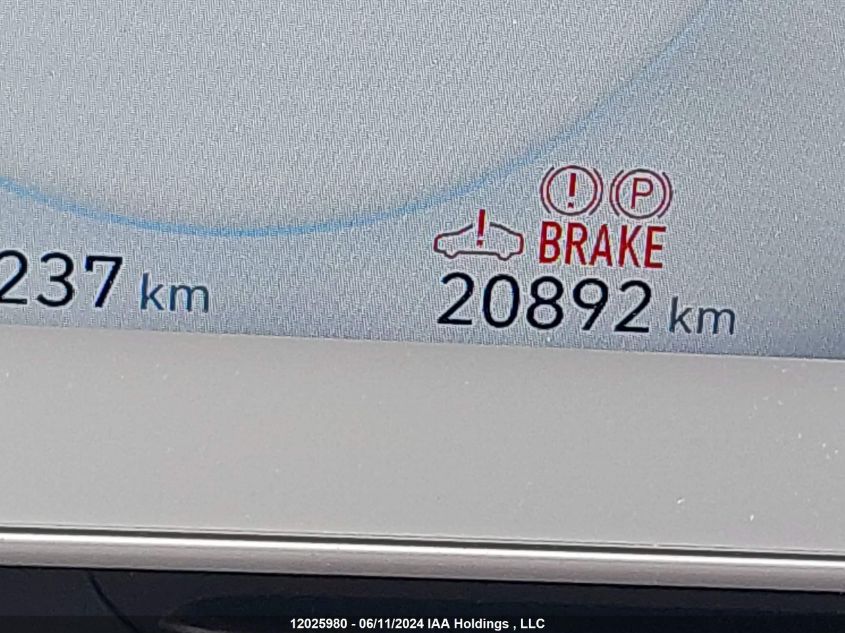 ! P
!
BRAKE
237 km
20892 km
12025980 - 06/11/2024 IAA Holdings , LLC